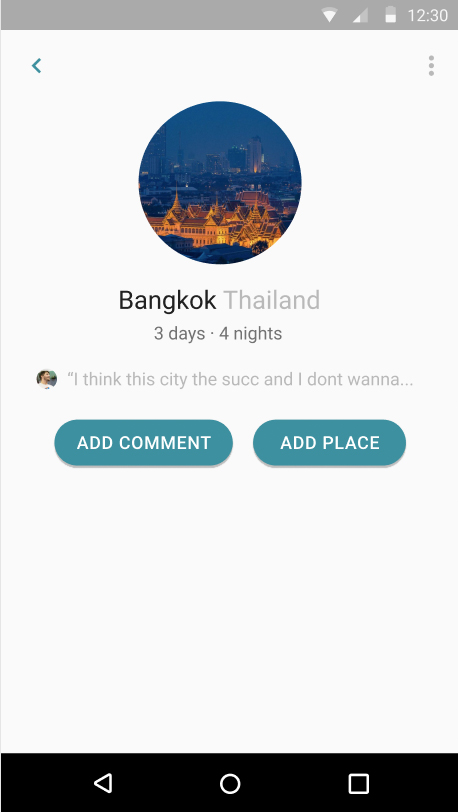 12:30
Bangkok Thailand
3 days · 4 nights
“I think this city the succ and I dont wanna...
ADD COMMENT ADD PLACE